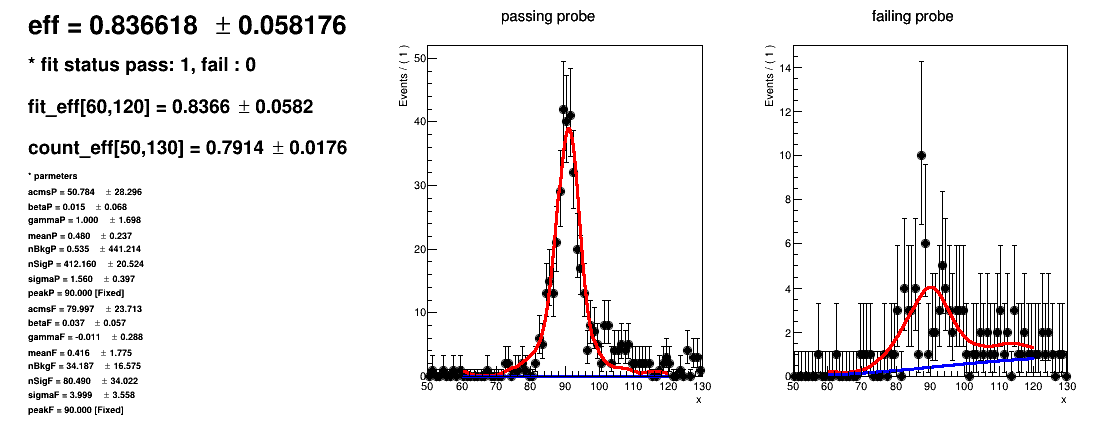 eff = 0.836618 ± 0.058176
* fit status pass: 1, fail : 0
fit_eff[60,120] = 0.8366 ± 0.0582
count_eff[50,130] = 0.7914 ± 0.0176
* parmeters
acmsP = 50.784 ± 28.296
betaP = 0.015 ± 0.068
gammaP = 1.000 ± 1.698
meanP = 0.480 ± 0.237
nBkgP = 0.535 ± 441.214
nSigP = 412.160 ± 20.524
sigmaP = 1.560 ± 0.397
peakP = 90.000 [Fixed]
acmsF = 79.997 ± 23.713
betaF = 0.037 ± 0.057
gammaF = -0.011 ± 0.288
meanF = 0.416 ± 1.775
nBkgF = 34.187 ± 16.575
nSigF = 80.490 ± 34.022
sigmaF = 3.999 ± 3.558
peakF = 90.000 [Fixed]
passing probe
Events / ( 1 )
50
40
30
20
10
0
50 60 70 80 90 100 110 120 130
x
failing probe
Events / ( 1 )
14
12
10
8
6
4
2
0
50 60 70 80 90 100 110 120 130
x